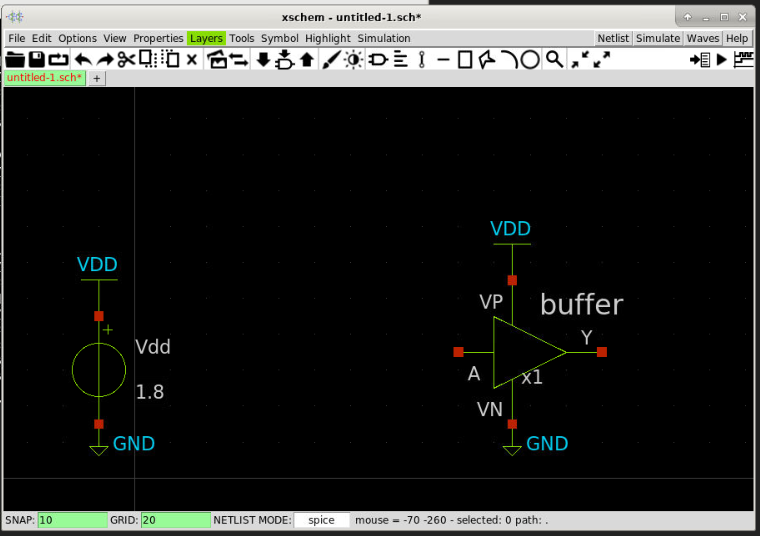 xschem - untitled-1.sch*
File Edit Options View Properties Layers Tools Symbol Highlight Simulation Netlist Simulate Waves Help
untitled-1.sch* +
VDD
VDD
VP buffer
+
Vdd
Y
A x1
1.8
VN
GND GND
SNAP: 10 GRID: 20 NETLIST MODE: spice mouse = -70 -260 - selected: 0 path: .